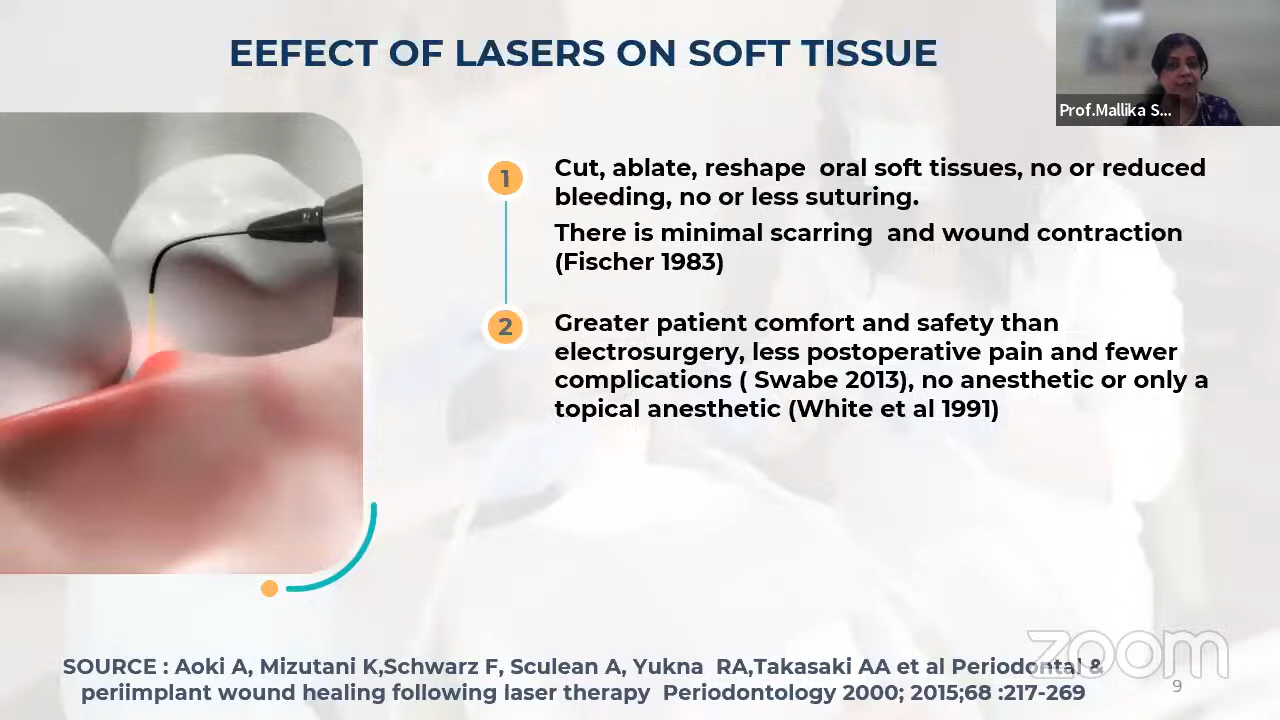 EEFECT OF LASERS ON SOFT TISSUE
Prof.Mallika S...
1
Cut, ablate, reshape oral soft tissues, no or reduced
bleeding, no or less suturing.
There is minimal scarring and wound contraction
(Fischer 1983)
2
Greater patient comfort and safety than
electrosurgery, less postoperative pain and fewer
complications ( Swabe 2013), no anesthetic or only a
topical anesthetic (White et al 1991)
SOURCE : Aoki A, Mizutani K,Schwarz F, Sculean A, Yukna RA,Takasaki AA et al Periodontal &
periimplant wound healing following laser therapy Periodontology 2000; 2015;68 :217-269
zoom
9